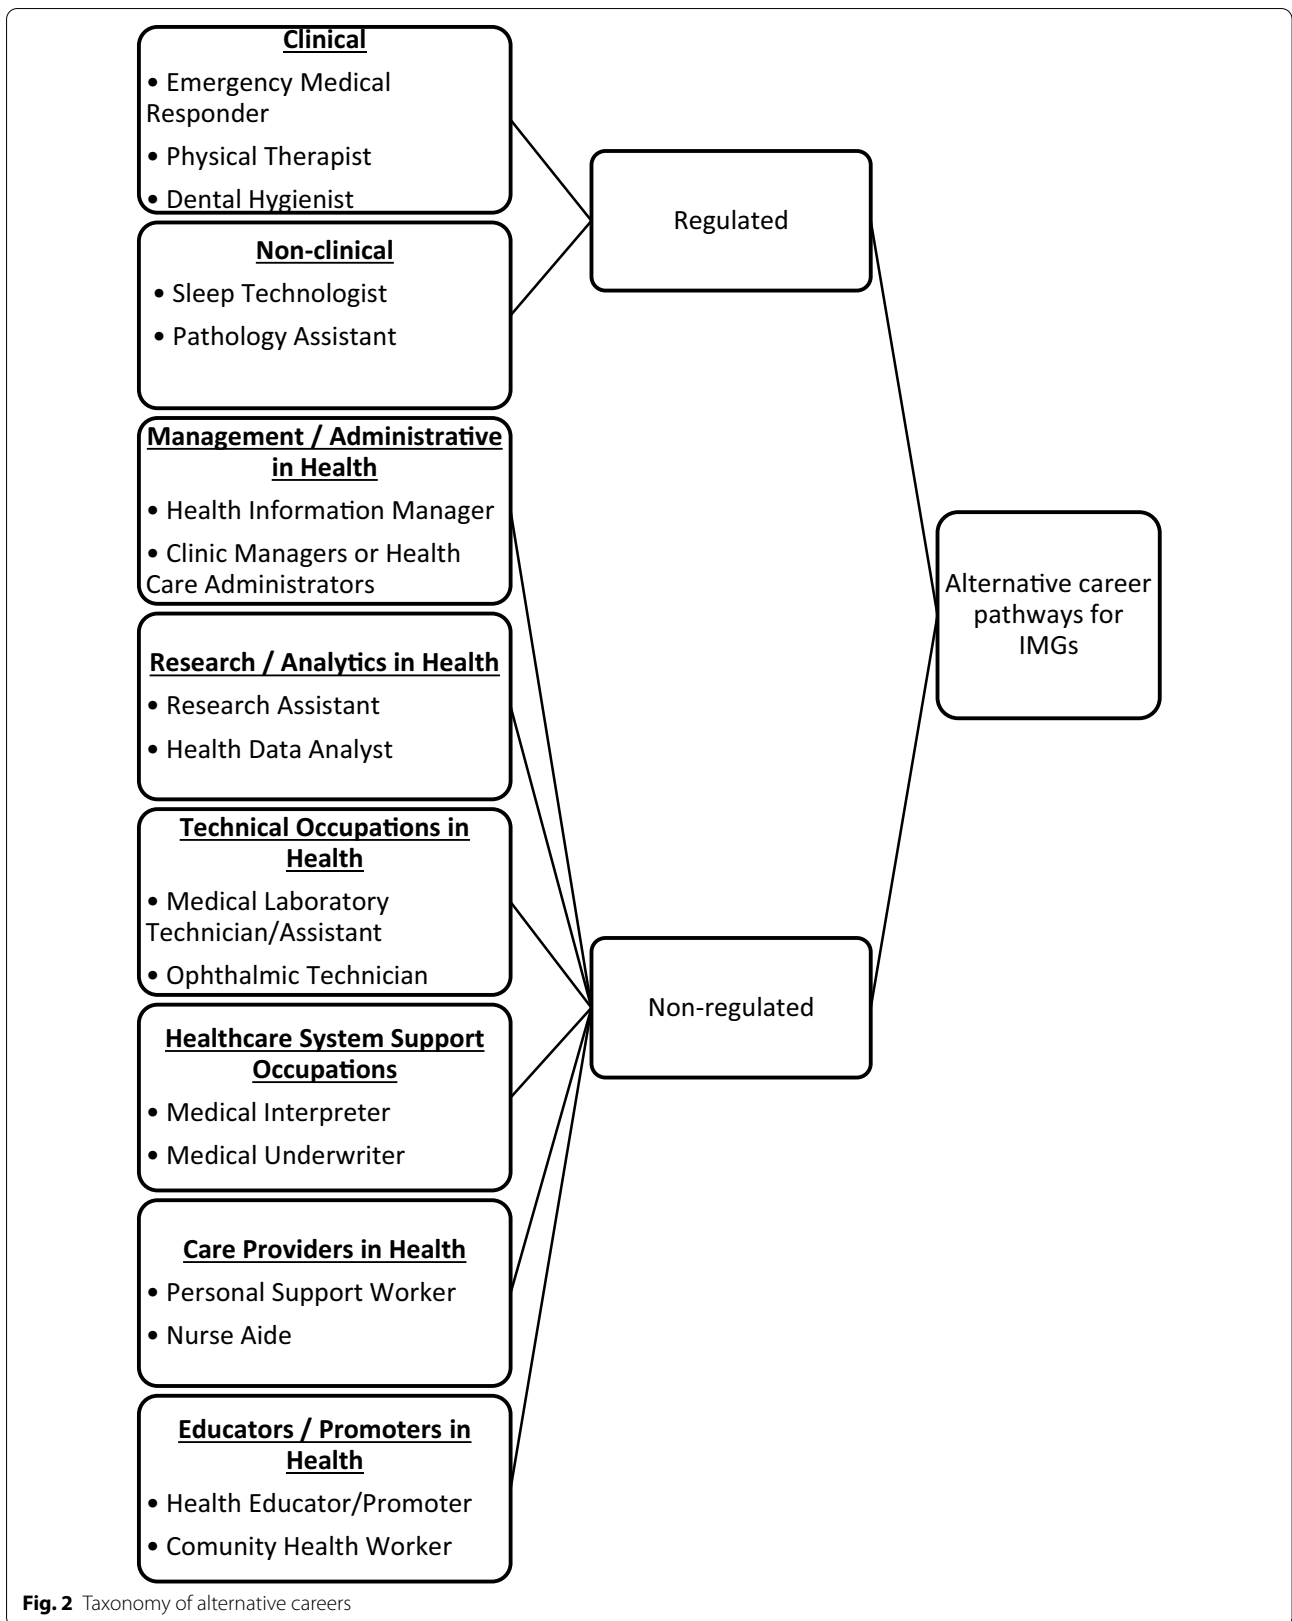 Clinical
• Emergency Medical
Responder
• Physical Therapist
• Dental Hygienist
Non-clinical
• Sleep Technologist
• Pathology Assistant
Management / Administrative
in Health
• Health Information Manager
• Clinic Managers or Health
Care Administrators
Research / Analytics in Health
• Research Assistant
• Health Data Analyst
Technical Occupations in
Health
• Medical Laboratory
Technician/Assistant
• Ophthalmic Technician
Healthcare System Support
Occupations
• Medical Interpreter
• Medical Underwriter
Care Providers in Health
• Personal Support Worker
• Nurse Aide
Educators / Promoters in
Health
• Health Educator/Promoter
• Comunity Health Worker
Regulated
Non-regulated
Alternative career
pathways for
IMGs
Fig. 2 Taxonomy of alternative careers